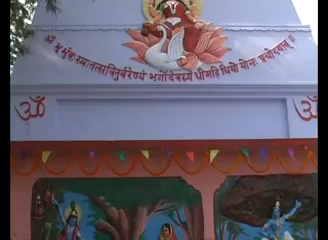 ॐ भूर्भुवः स्वः तत्सवितुर्वरेण्यं भर्गो देवस्य धीमहि धियो योनः प्रचोदयात् ॥
ॐ
ॐ